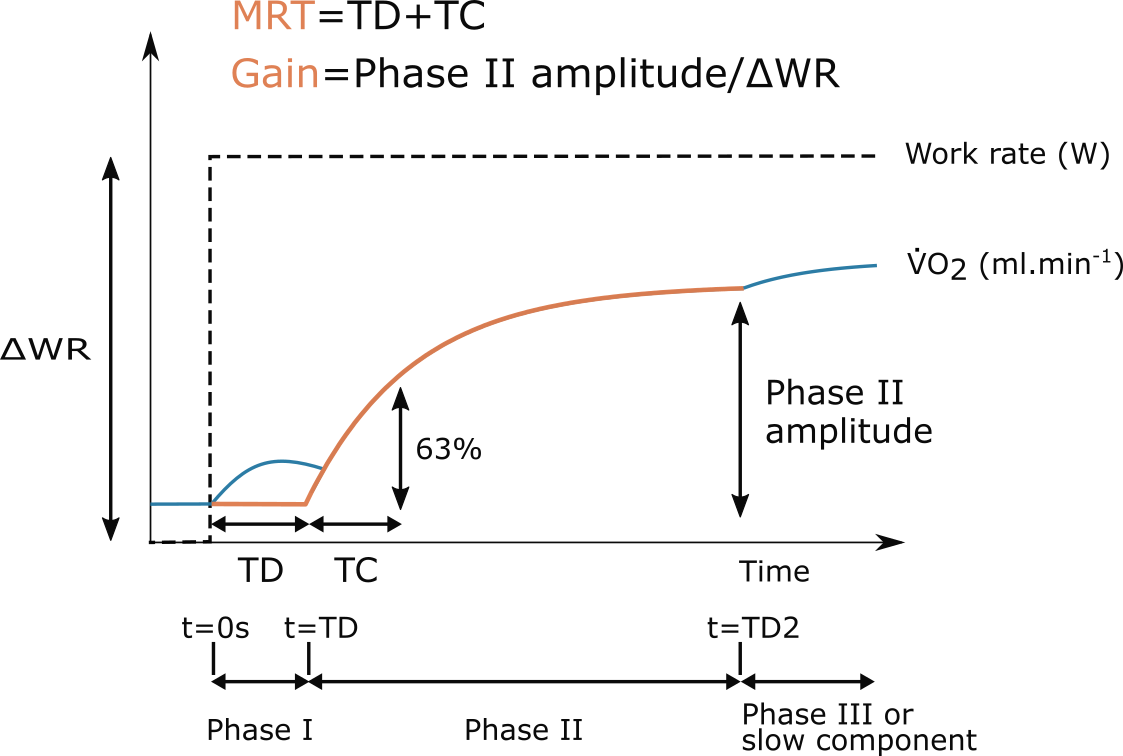 MRT=TD+TC
Gain=Phase II amplitude/ΔWR
Work rate (W)
V̇O2 (ml.min-1)
ΔWR
Phase II
amplitude
63%
TD
TC
Time
t=0s
t=TD
t=TD2
Phase I
Phase II
Phase III or
slow component